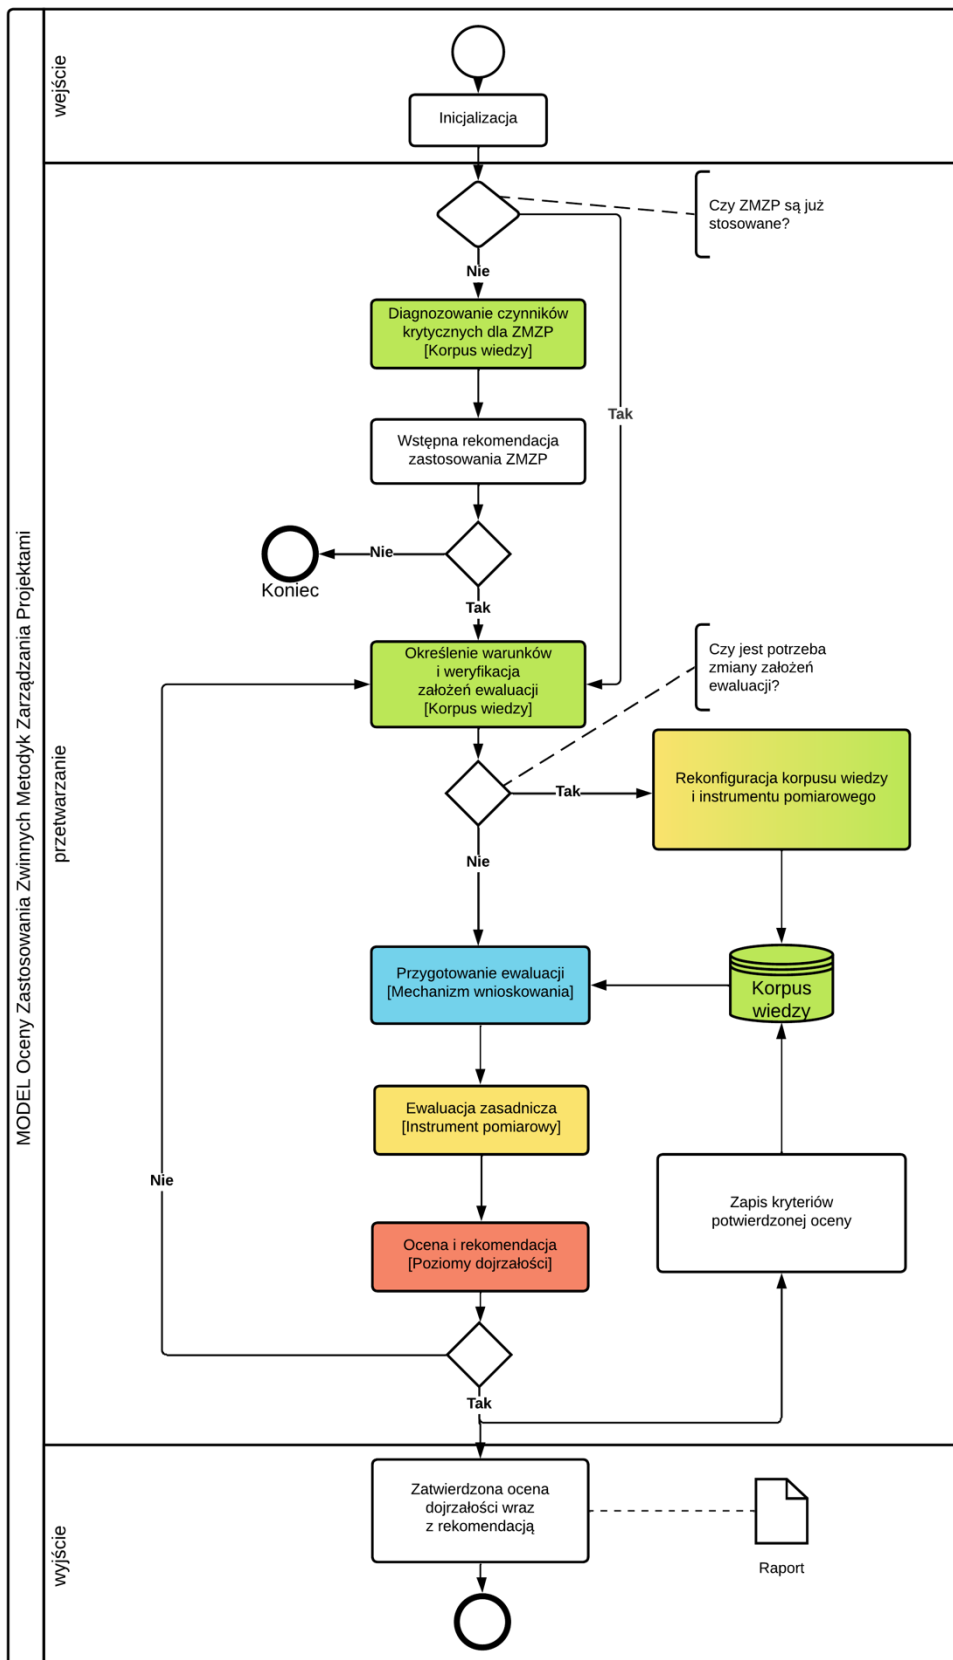 MODEL Oceny Zastosowania Zwinnych Metodyk Zarządzania Projektami
wejście
Inicjalizacja
przetwarzanie
Czy ZMZP są już
stosowane?
Nie
Diagnozowanie czynników
krytycznych dla ZMZP
[Korpus wiedzy]
Tak
Wstępna rekomendacja
zastosowania ZMZP
Nie
Koniec
Tak
Określenie warunków
i weryfikacja
założeń ewaluacji
[Korpus wiedzy]
Czy jest potrzeba
zmiany założeń
ewaluacji?
Tak
Rekonfiguracja korpusu wiedzy
i instrumentu pomiarowego
Nie
Przygotowanie ewaluacji
[Mechanizm wnioskowania]
Korpus
wiedzy
Ewaluacja zasadnicza
[Instrument pomiarowy]
Nie
Zapis kryteriów
potwierdzonej oceny
Ocena i rekomendacja
[Poziomy dojrzałości]
Tak
wyjście
Zatwierdzona ocena
dojrzałości wraz
z rekomendacją
Raport